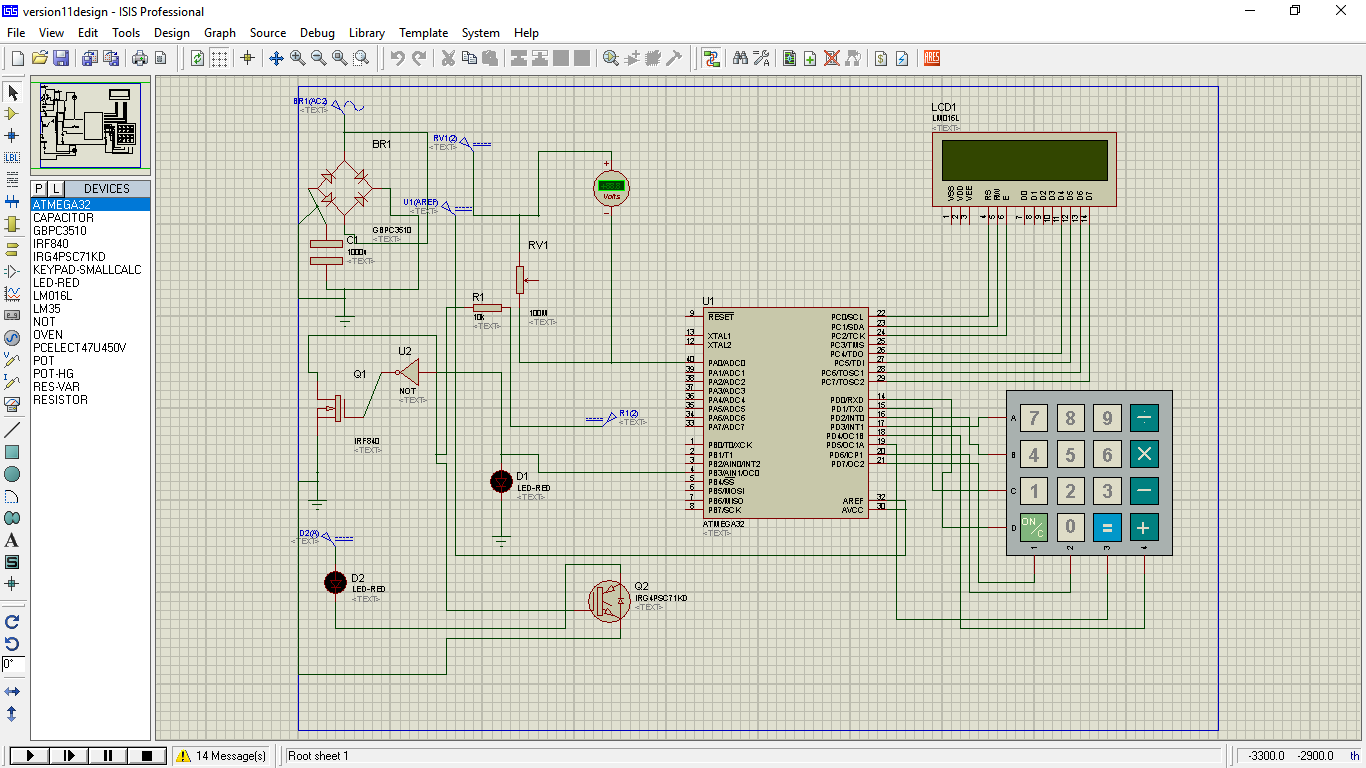 version11design - ISIS Professional
File View Edit Tools Design Graph Source Debug Library Template System Help
P L DEVICES
ATMEGA32
CAPACITOR
GBPC3510
IRF840
IRG4PSC71KD
KEYPAD-SMALLCALC
LED-RED
LM016L
LM35
NOT
OVEN
PCELECT47U450V
POT
POT-HG
RES-VAR
RESISTOR
BR1(AC2)
<TEXT>
BR1
GBPC3510
<TEXT>
C1
1000u
<TEXT>
RV1(2)
<TEXT>
U1(AREF)
<TEXT>
+
Volts
-
RV1
100M
<TEXT>
R1
10k
<TEXT>
U2
NOT
<TEXT>
Q1
IRF840
<TEXT>
R1(2)
<TEXT>
D1
LED-RED
<TEXT>
D2(A)
<TEXT>
D2
LED-RED
<TEXT>
Q2
IRG4PSC71KD
<TEXT>
U1
9 RESET PC0/SCL 22
PC1/SDA 23
13 XTAL1 PC2/TCK 24
12 XTAL2 PC3/TMS 25
PC4/TDO 26
40 PA0/ADC0 PC5/TDI 27
39 PA1/ADC1 PC6/TOSC1 28
38 PA2/ADC2 PC7/TOSC2 29
37 PA3/ADC3
36 PA4/ADC4 PD0/RXD 14
35 PA5/ADC5 PD1/TXD 15
34 PA6/ADC6 PD2/INT0 16
33 PA7/ADC7 PD3/INT1 17
PD4/OC1B 18
1 PB0/T0/XCK PD5/OC1A 19
2 PB1/T1 PD6/ICP1 20
3 PB2/AIN0/INT2 PD7/OC2 21
4 PB3/AIN1/OC0
5 PB4/SS
6 PB5/MOSI
7 PB6/MISO AREF 32
8 PB7/SCK AVCC 30
ATMEGA32
<TEXT>
LCD1
LM016L
<TEXT>
VSS VDD VEE RS RW E D0 D1 D2 D3 D4 D5 D6 D7
1 2 3 4 5 6 7 8 9 10 11 12 13 14
A 7 8 9 ÷
B 4 5 6 ×
C 1 2 3 −
D ON/C 0 = +
1 2 3 4
LBL
A
S
0°
ARES
14 Message(s)
Root sheet 1
-3300.0 -2900.0 th